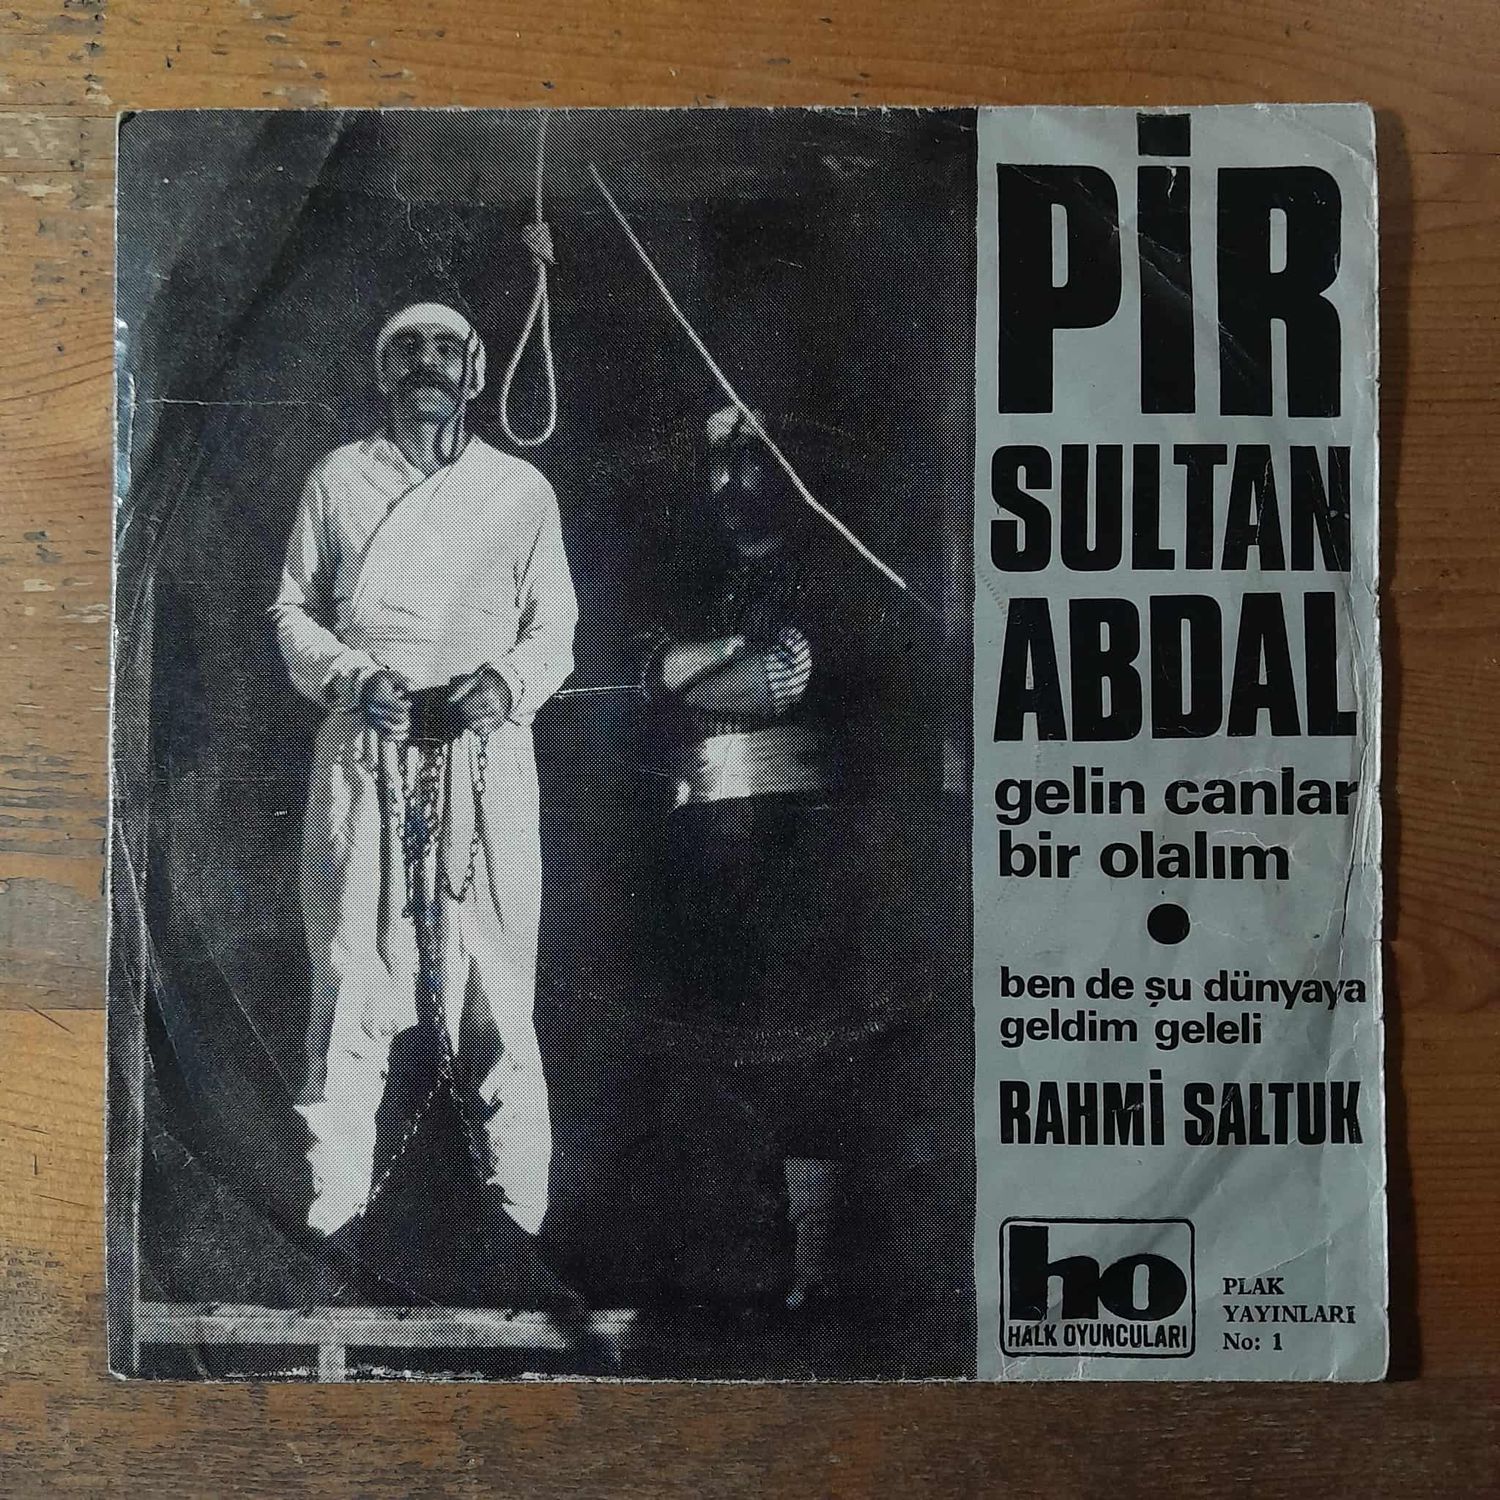 PİR
SULTAN
ABDAL
gelin canlar
bir olalım
ben de şu dünyaya
geldim geleli
RAHMİ SALTUK
ho
HALK OYUNCULARI
PLAK
YAYINLARI
No: 1